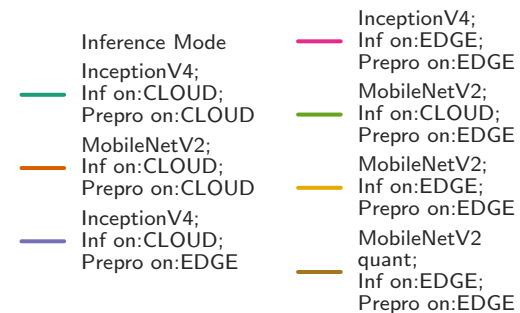 Inference Mode
InceptionV4;
Inf on:CLOUD;
Prepro on:CLOUD
MobileNetV2;
Inf on:CLOUD;
Prepro on:CLOUD
InceptionV4;
Inf on:CLOUD;
Prepro on:EDGE
InceptionV4;
Inf on:EDGE;
Prepro on:EDGE
MobileNetV2;
Inf on:CLOUD;
Prepro on:EDGE
MobileNetV2;
Inf on:EDGE;
Prepro on:EDGE
MobileNetV2
quant;
Inf on:EDGE;
Prepro on:EDGE